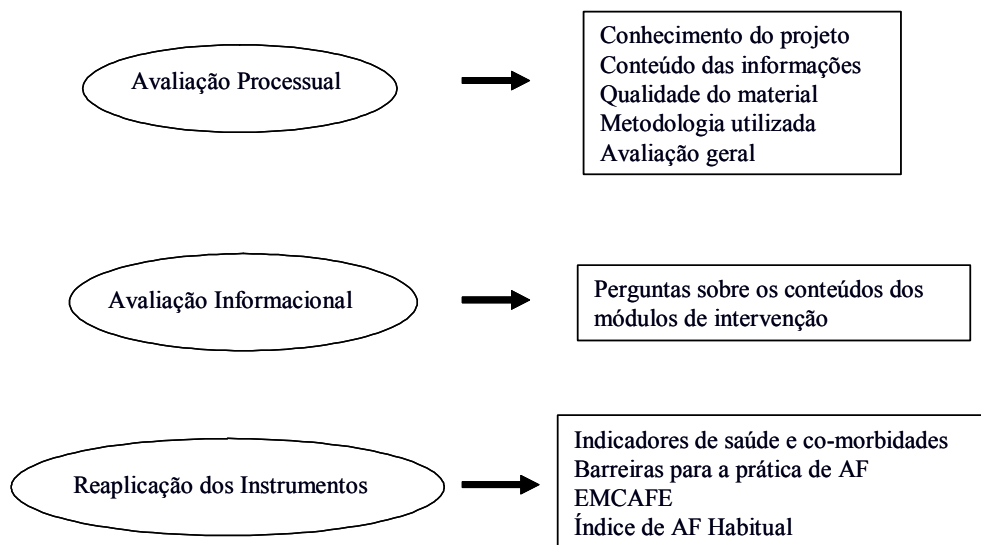 Avaliação Processual
Conhecimento do projeto
Conteúdo das informações
Qualidade do material
Metodologia utilizada
Avaliação geral
Avaliação Informacional
Perguntas sobre os conteúdos dos
módulos de intervenção
Reaplicação dos Instrumentos
Indicadores de saúde e co-morbidades
Barreiras para a prática de AF
EMCAFE
Índice de AF Habitual